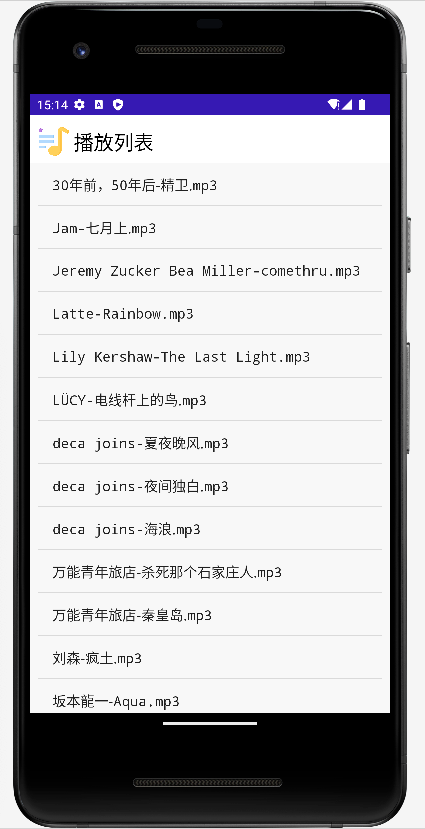 15:14
播放列表
30年前，50年后-精卫.mp3
Jam-七月上.mp3
Jeremy Zucker Bea Miller-comethru.mp3
Latte-Rainbow.mp3
Lily Kershaw-The Last Light.mp3
LÜCY-电线杆上的鸟.mp3
deca joins-夏夜晚风.mp3
deca joins-夜间独白.mp3
deca joins-海浪.mp3
万能青年旅店-杀死那个石家庄人.mp3
万能青年旅店-秦皇岛.mp3
刘森-疯土.mp3
坂本龍一-Aqua.mp3